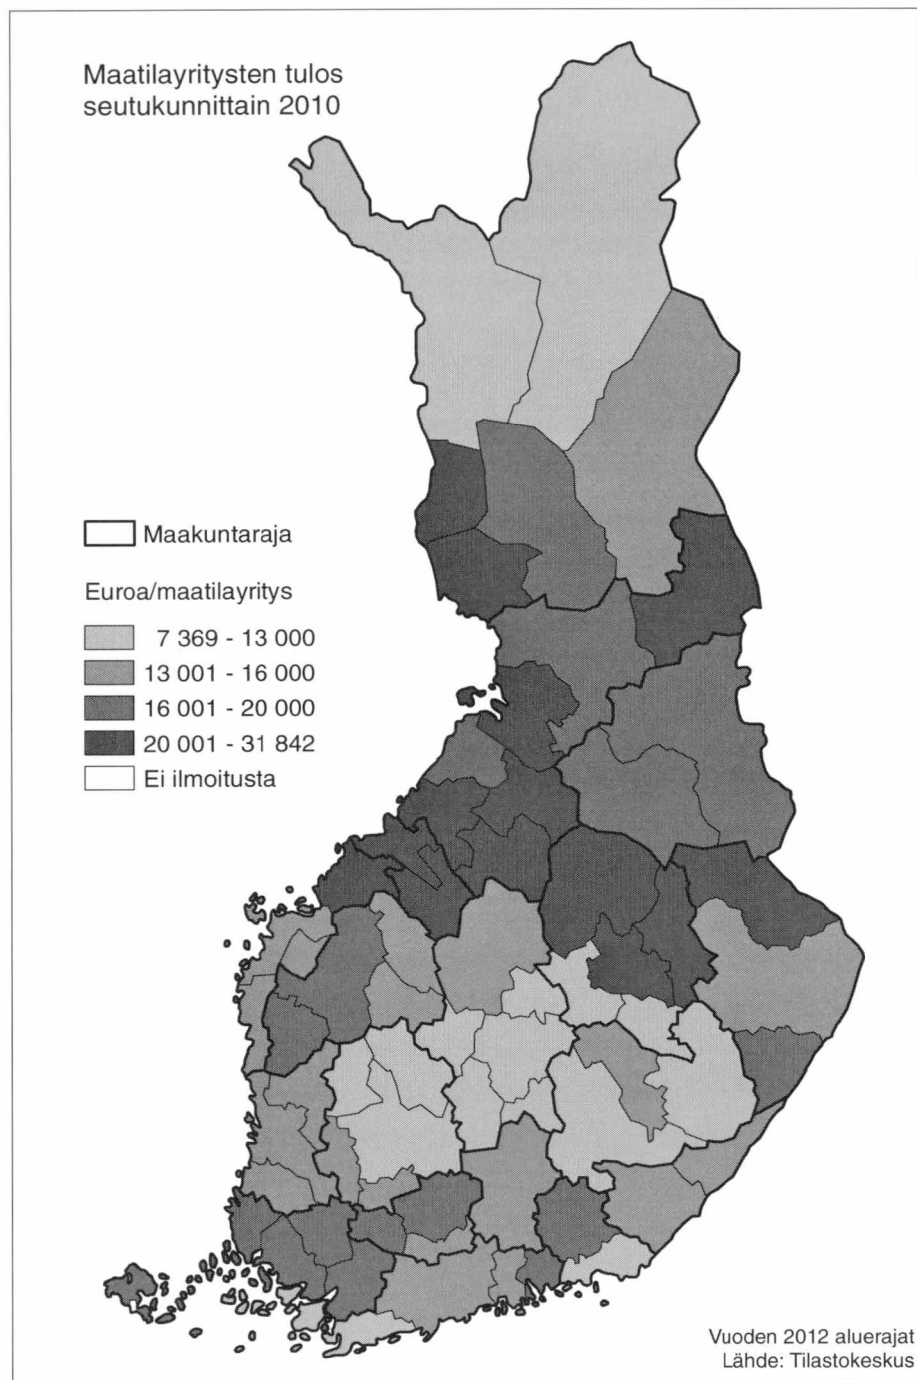 Maatilayritysten tulos
seutukunnittain 2010
Maakuntaraja
Euroa/maatilayritys
7 369 - 13 000
13 001 - 16 000
16 001 - 20 000
20 001 - 31 842
Ei ilmoitusta
Vuoden 2012 aluerajat
Lähde: Tilastokeskus